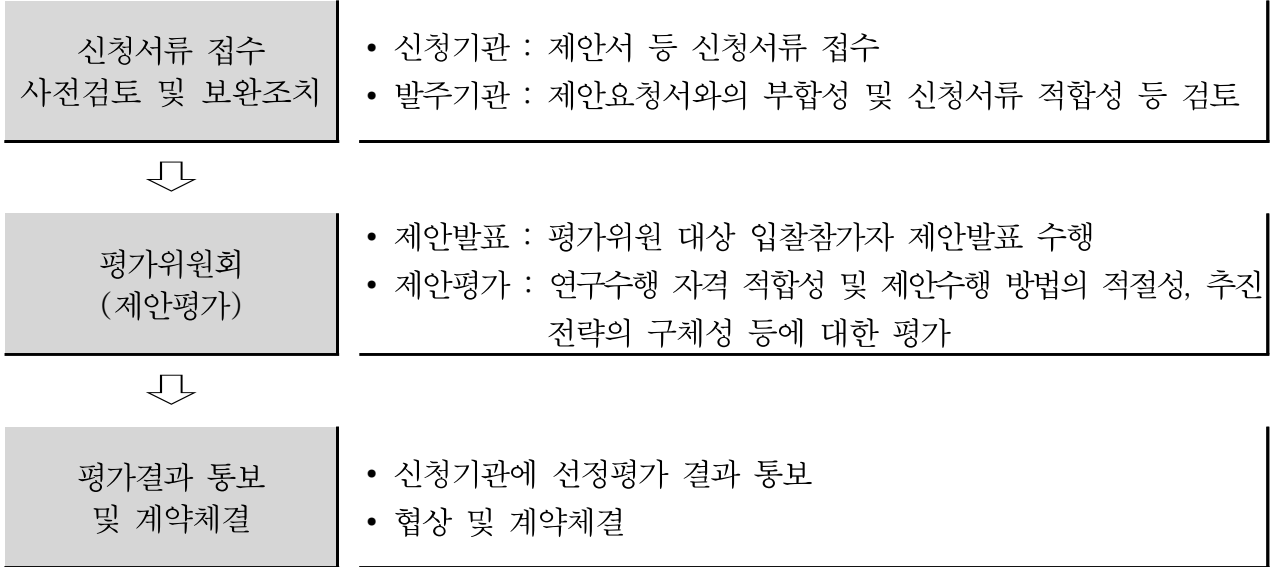 신청서류 접수
사전검토 및 보완조치
• 신청기관 : 제안서 등 신청서류 접수
• 발주기관 : 제안요청서와의 부합성 및 신청서류 적합성 등 검토
평가위원회
(제안평가)
• 제안발표 : 평가위원 대상 입찰참가자 제안발표 수행
• 제안평가 : 연구수행 자격 적합성 및 제안수행 방법의 적절성, 추진
전략의 구체성 등에 대한 평가
평가결과 통보
및 계약체결
• 신청기관에 선정평가 결과 통보
• 협상 및 계약체결